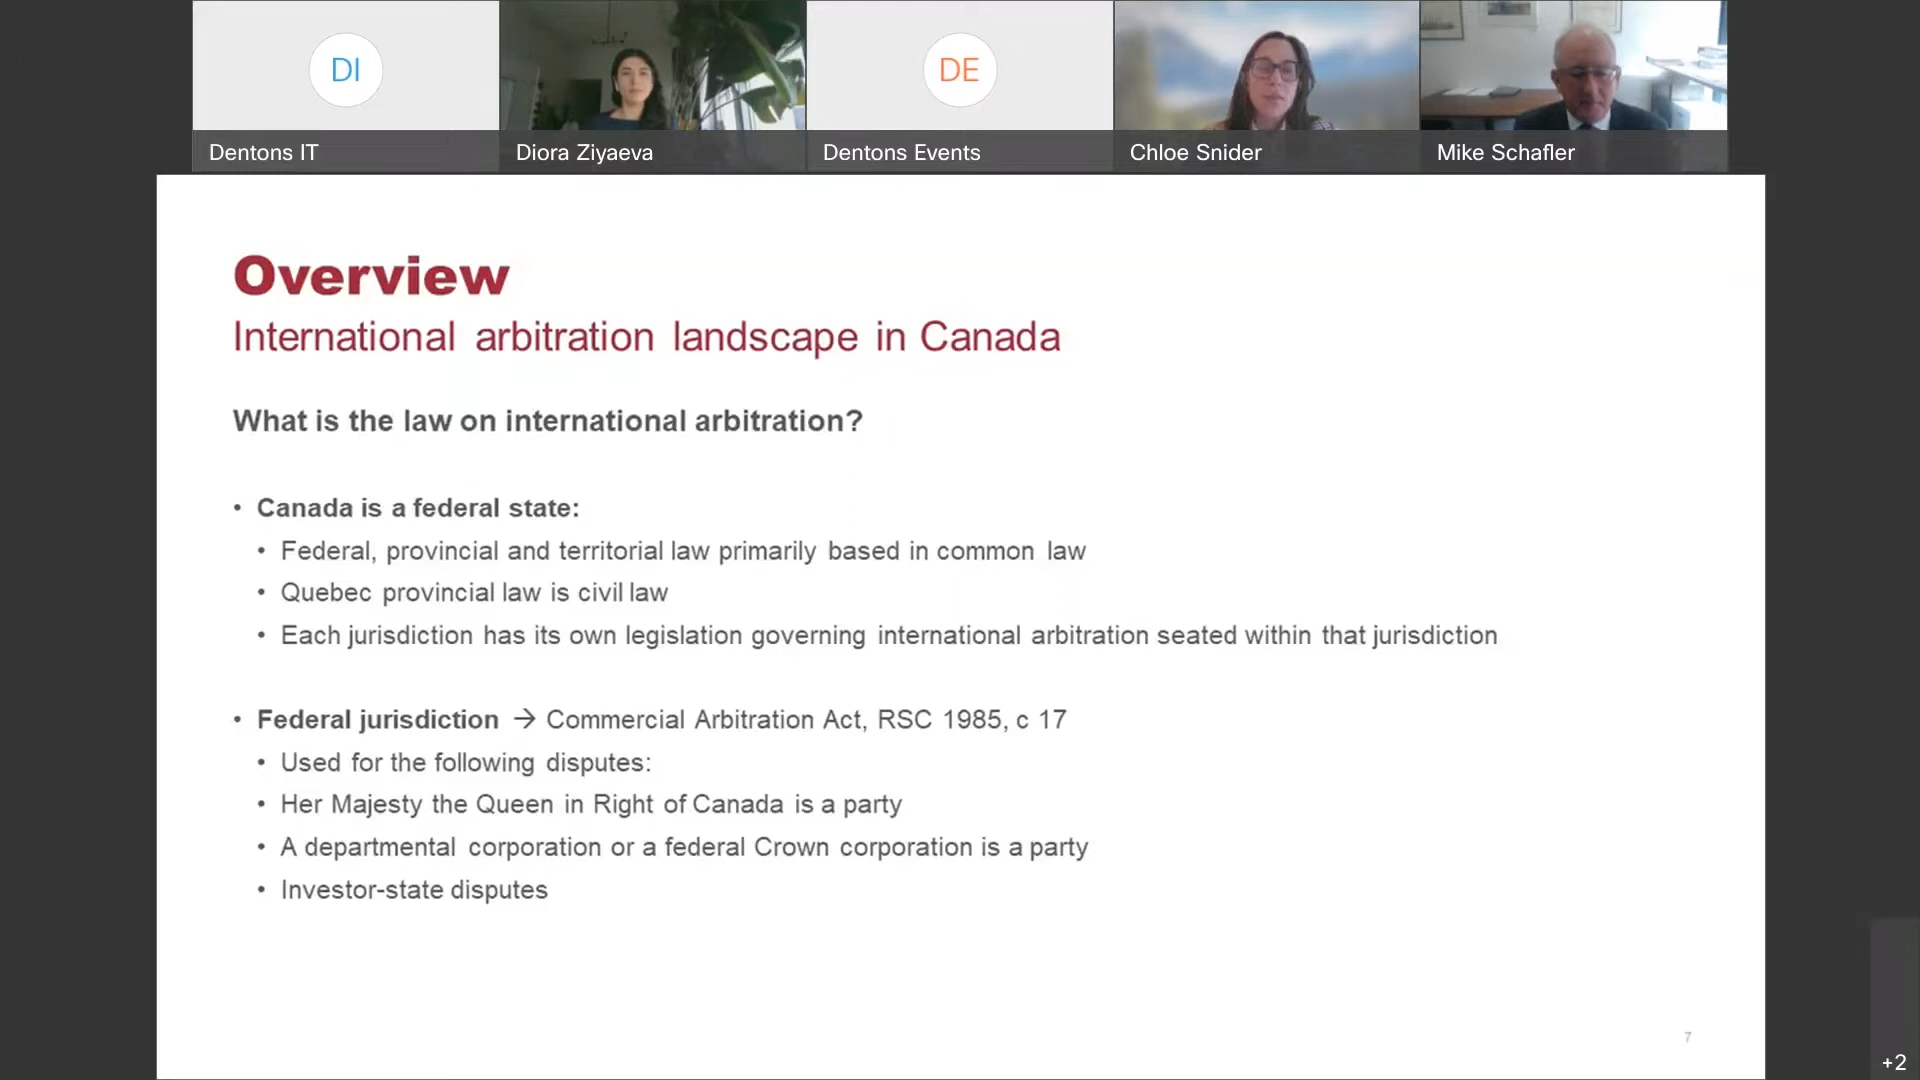 DI
DE
Dentons IT
Diora Ziyaeva
Dentons Events
Chloe Snider
Mike Schafler
Overview
International arbitration landscape in Canada
What is the law on international arbitration?
• Canada is a federal state:
• Federal, provincial and territorial law primarily based in common law
• Quebec provincial law is civil law
• Each jurisdiction has its own legislation governing international arbitration seated within that jurisdiction
• Federal jurisdiction → Commercial Arbitration Act, RSC 1985, c 17
• Used for the following disputes:
• Her Majesty the Queen in Right of Canada is a party
• A departmental corporation or a federal Crown corporation is a party
• Investor-state disputes
7
+2